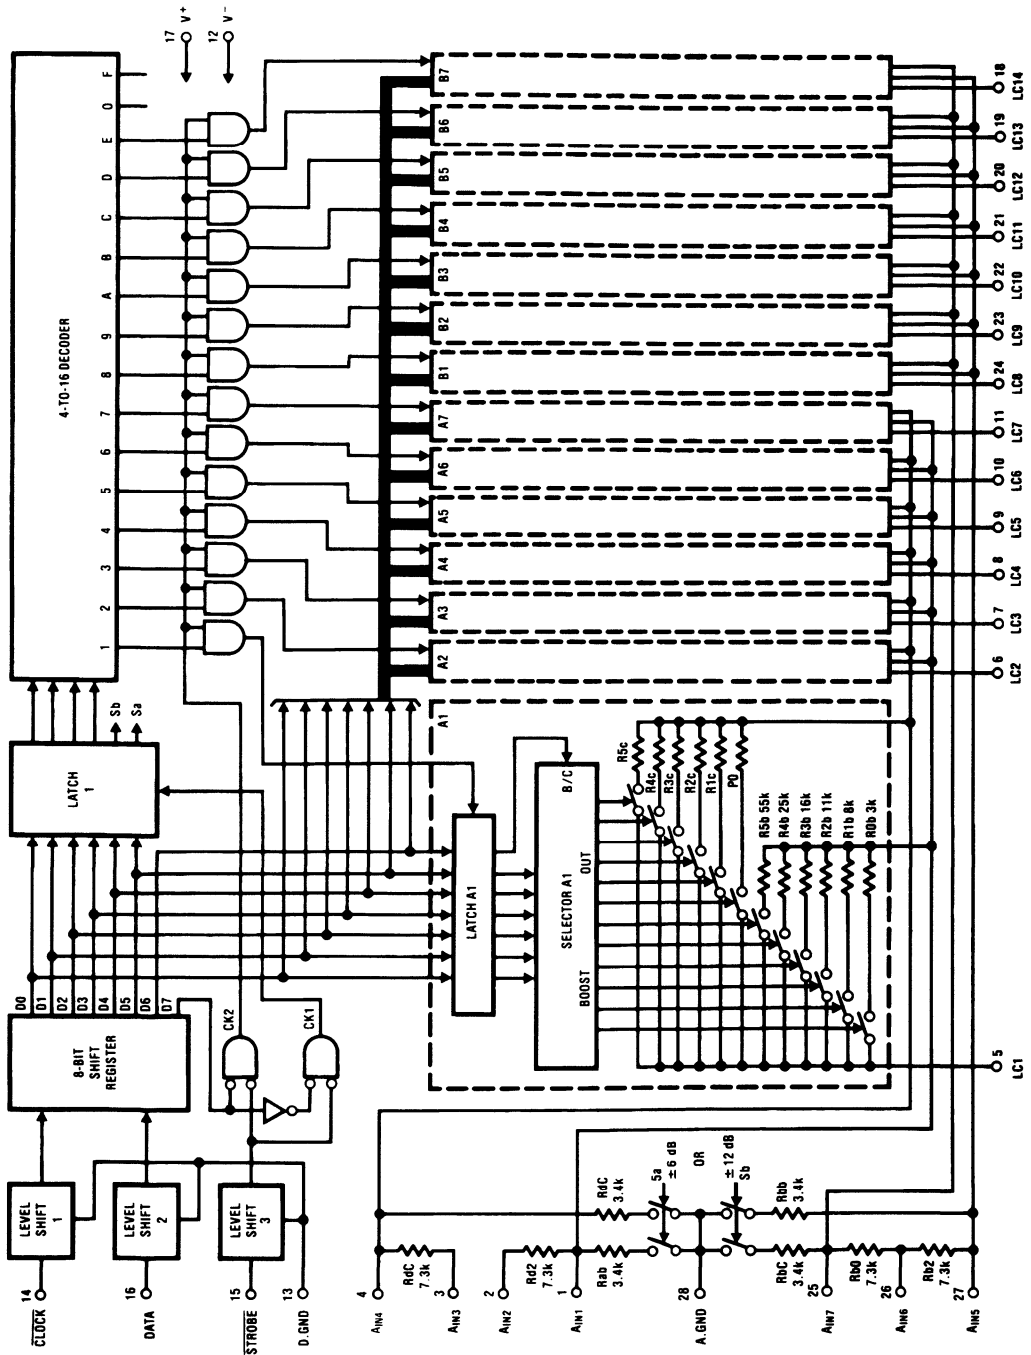 CLOCK
14
LEVEL
SHIFT
1
DATA
16
LEVEL
SHIFT
2
STROBE
15
LEVEL
SHIFT
3
D.GND
13
8-BIT
SHIFT
REGISTER
D0
D1
D2
D3
D4
D5
D6
D7
CK2
CK1
LATCH
1
Sb
Sa
4-TO-16 DECODER
1
2
3
4
5
6
7
8
9
A
B
C
D
E
O
F
17 V+
12 V−
AIN4
4
RdC
7.3k
AIN3
3
AIN2
2
Rd2
7.3k
AIN1
1
Rab
3.4k
RdC
3.4k
5a
±6 dB
OR
±12 dB
Sb
A.GND
28
RbC
3.4k
Rbb
3.4k
AIN7
25
Rb0
7.3k
AIN6
26
Rb2
7.3k
AIN5
27
A1
LATCH A1
SELECTOR A1
B/C
BOOST
OUT
R5c
R4c
R3c
R2c
R1c
P0
R5b 55k
R4b 25k
R3b 16k
R2b 11k
R1b 8k
R0b 3k
A2
A3
A4
A5
A6
A7
B1
B2
B3
B4
B5
B6
B7
5
LC1
6
LC2
7
LC3
8
LC4
9
LC5
10
LC6
11
LC7
24
LC8
23
LC9
22
LC10
21
LC11
20
LC12
19
LC13
18
LC14